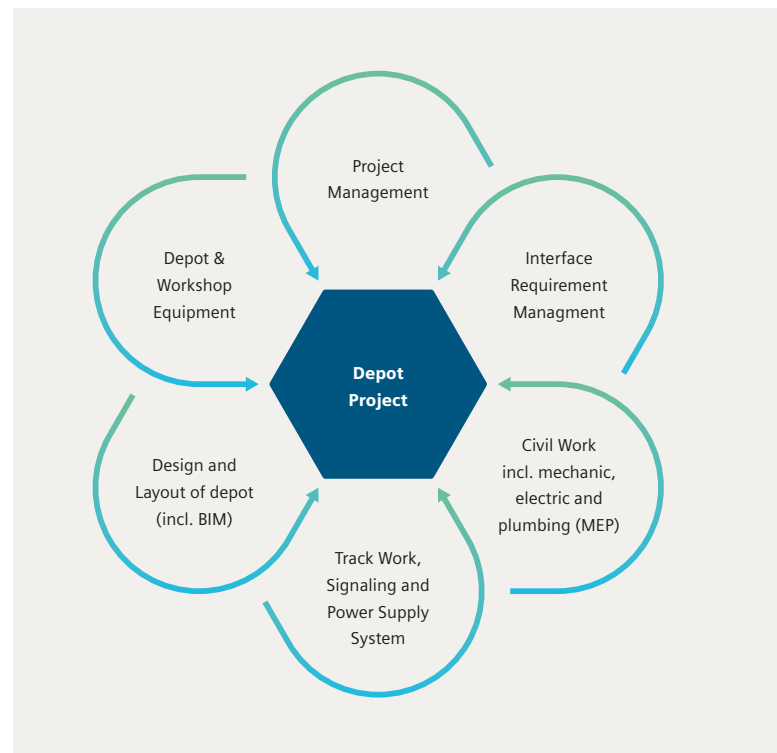 Project
Management
Depot &
Workshop
Equipment
Interface
Requirement
Managment
Depot
Project
Design and
Layout of depot
(incl. BIM)
Civil Work
incl. mechanic,
electric and
plumbing (MEP)
Track Work,
Signaling and
Power Supply
System